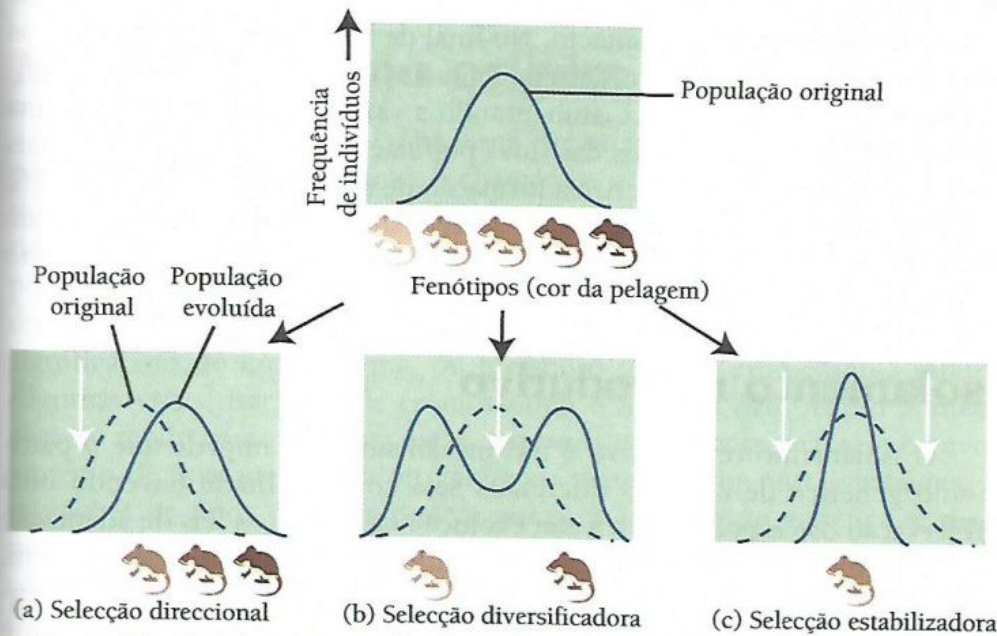 Frequência
de indivíduos
População original
Fenótipos (cor da pelagem)
População
original
População
evoluída
(a) Selecção direccional
(b) Selecção diversificadora
(c) Selecção estabilizadora